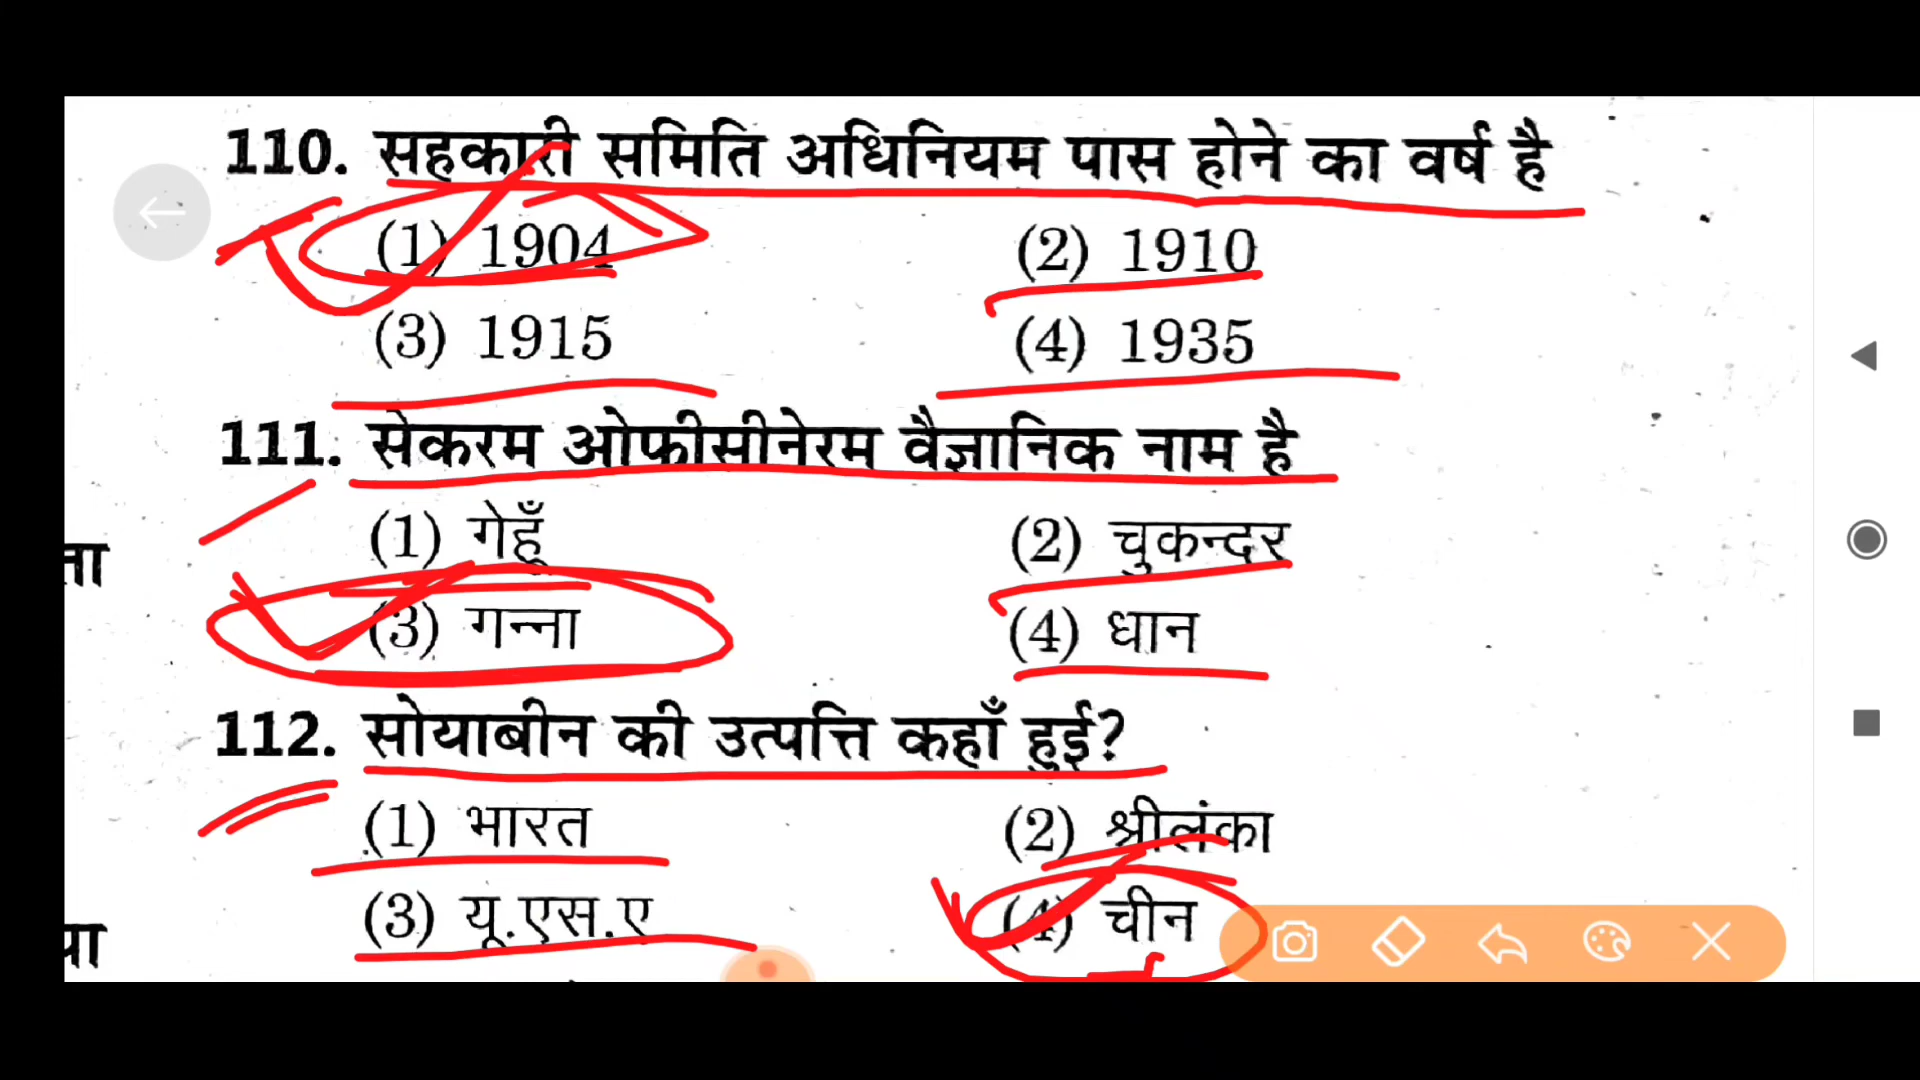 110. सहकारी समिति अधिनियम पास होने का वर्ष है
(1) 1904 (2) 1910
(3) 1915 (4) 1935
111. सेकरम ओफीसीनेरम वैज्ञानिक नाम है
(1) गेहूँ (2) चुकन्दर
ता
(3) गन्ना (4) धान
112. सोयाबीन की उत्पत्ति कहाँ हुई?
(1) भारत (2) श्रीलंका
(3) यू.एस.ए (4) चीन